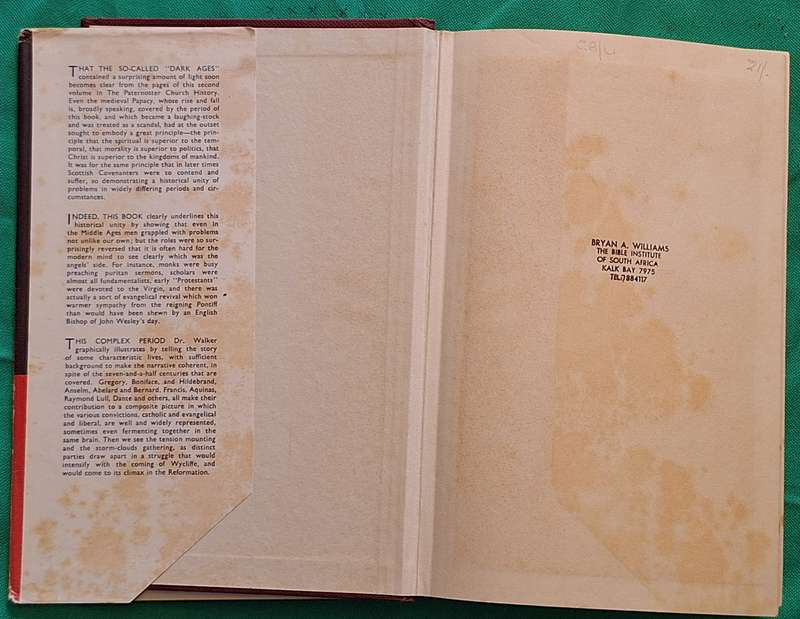 THAT THE SO-CALLED "DARK AGES"
contained a surprising amount of light soon
becomes clear from the pages of this second
volume in The Paternoster Church History.
Even the medieval Papacy, whose rise and fall
is, broadly speaking, covered by the period of
this book, and which became a laughing-stock
and was treated as a scandal, had at the outset
sought to embody a great principle—the prin-
ciple that the spiritual is superior to the tem-
poral, that morality is superior to politics, that
Christ is superior to the kingdoms of mankind.
It was for the same principle that in later times
Scottish Covenanters were to contend and
suffer, so demonstrating a historical unity of
problems in widely differing periods and cir-
cumstances.
INDEED, THIS BOOK clearly underlines this
historical unity by showing that even in
the Middle Ages men grappled with problems
not unlike our own; but the roles were so sur-
prisingly reversed that it is often hard for the
modern mind to see clearly which was the
angels' side. For instance, monks were busy
preaching puritan sermons, scholars were
almost all fundamentalists, early "Protestants"
were devoted to the Virgin, and there was
actually a sort of evangelical revival which won
warmer sympathy from the reigning Pontiff
than would have been shewn by an English
Bishop of John Wesley's day.
THIS COMPLEX PERIOD Dr. Walker
graphically illustrates by telling the story
of some characteristic lives, with sufficient
background to make the narrative coherent, in
spite of the seven-and-a-half centuries that are
covered. Gregory, Boniface, and Hildebrand,
Anselm, Abelard and Bernard, Francis, Aquinas,
Raymond Lull, Dante and others, all make their
contribution to a composite picture in which
the various convictions, catholic and evangelical
and liberal, are well and widely represented,
sometimes even fermenting together in the
same brain. Then we see the tension mounting
and the storm-clouds gathering, as distinct
parties draw apart in a struggle that would
intensify with the coming of Wycliffe, and
would come to its climax in the Reformation.
21/-
BRYAN A. WILLIAMS
THE BIBLE INSTITUTE
OF SOUTH AFRICA
KALK BAY 7975
TEL:)884117